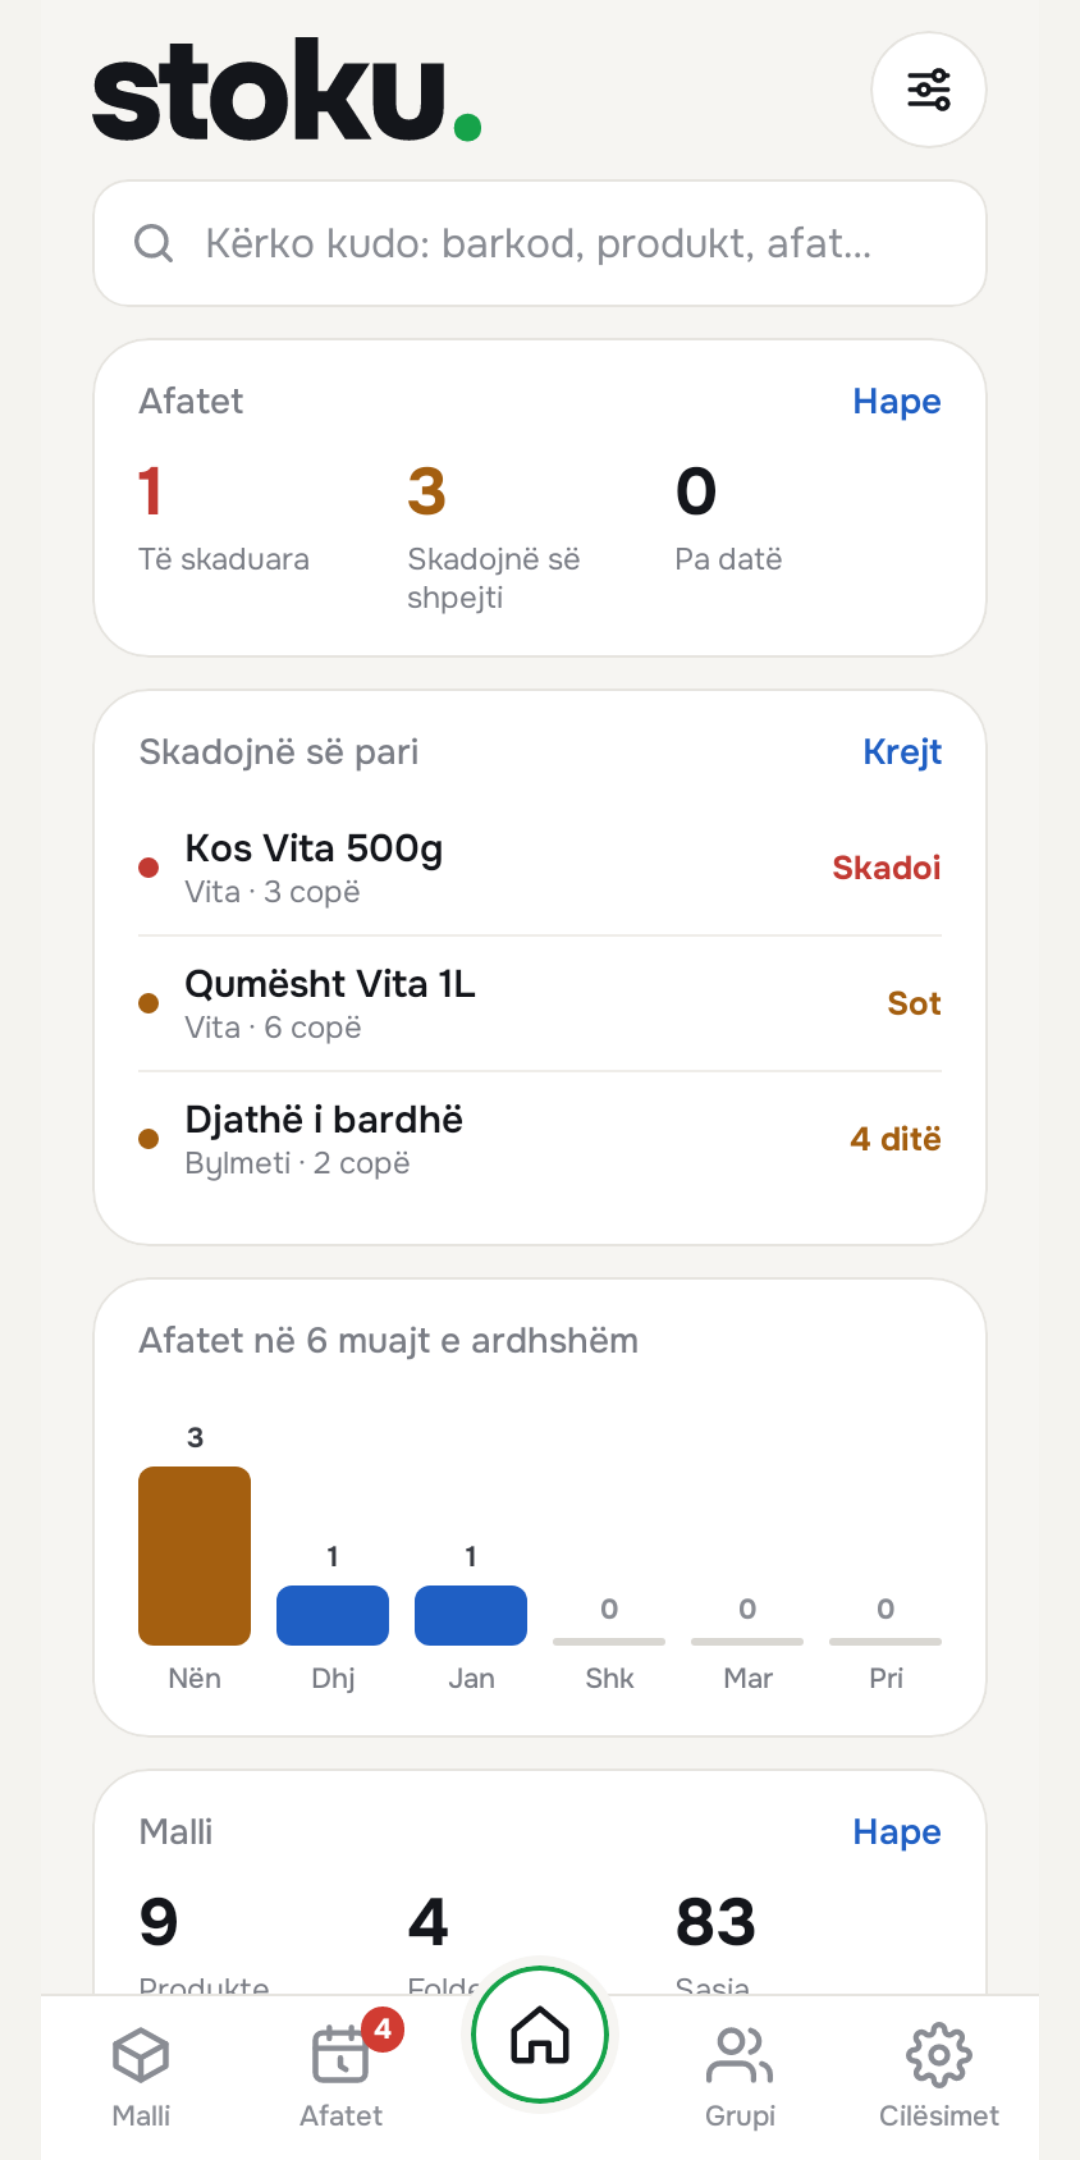 stoku.
Kërko kudo: barkod, produkt, afat...
Afatet
Hape
1
3
0
Të skaduara
Skadojnë së
shpejti
Pa datë
Skadojnë së pari
Krejt
Kos Vita 500g
Vita · 3 copë
Skadoi
Qumësht Vita 1L
Vita · 6 copë
Sot
Djathë i bardhë
Bylmeti · 2 copë
4 ditë
Afatet në 6 muajt e ardhshëm
3
1
1
0
0
0
Nën
Dhj
Jan
Shk
Mar
Pri
Malli
Hape
9
4
83
Produkte
Folde
Sasia
4
Malli
Afatet
Grupi
Cilësimet